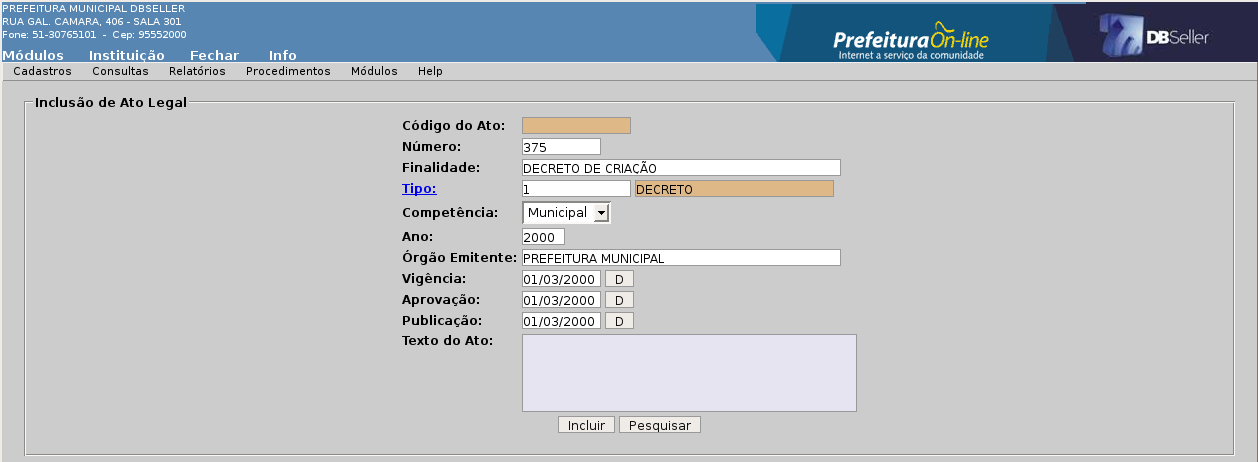 PREFEITURA MUNICIPAL DBSELLER
RUA GAL. CAMARA, 406 - SALA 301
Fone: 51-30765101 - Cep: 95552000
Módulos Instituição Fechar Info
Prefeitura On-line
Internet a serviço da comunidade
DBSeller
Cadastros Consultas Relatórios Procedimentos Módulos Help
Inclusão de Ato Legal
Código do Ato:
Número: 375
Finalidade: DECRETO DE CRIAÇÃO
Tipo: 1 DECRETO
Competência: Municipal
Ano: 2000
Órgão Emitente: PREFEITURA MUNICIPAL
Vigência: 01/03/2000 D
Aprovação: 01/03/2000 D
Publicação: 01/03/2000 D
Texto do Ato:
Incluir Pesquisar